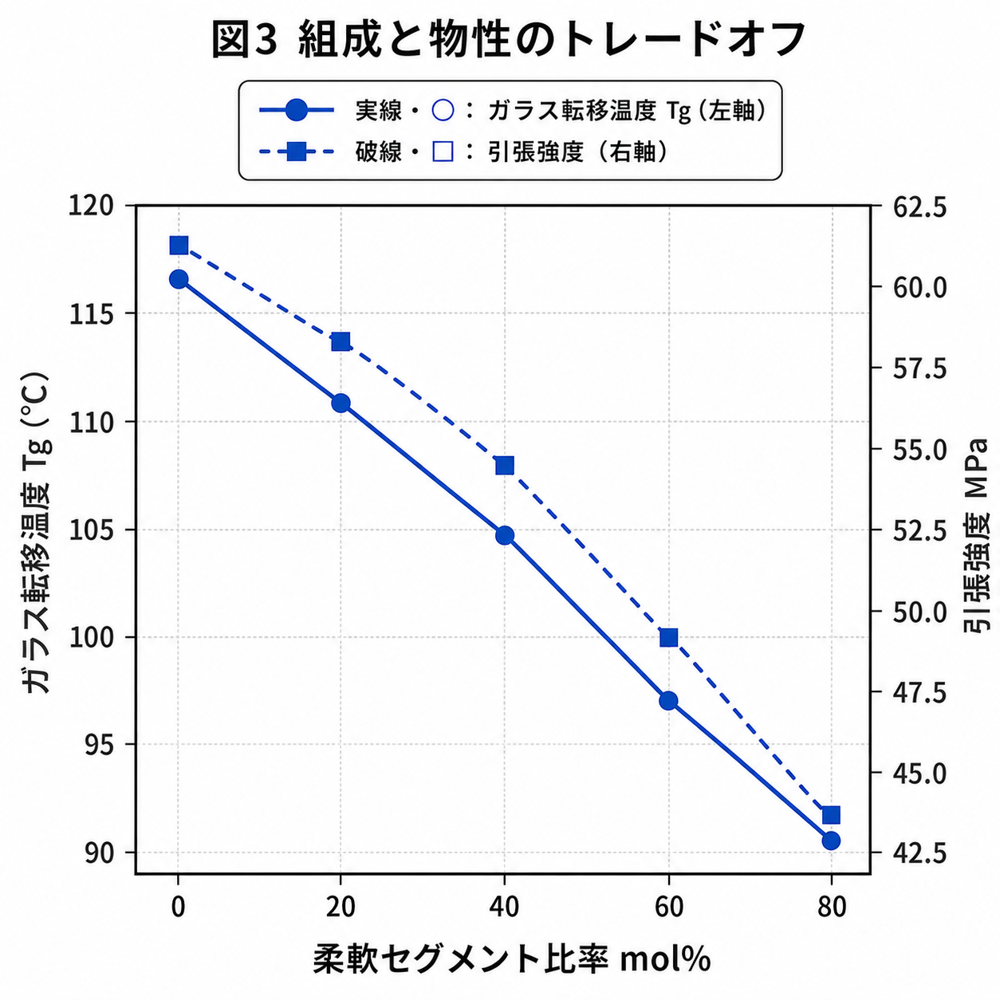 図3 組成と物性のトレードオフ
実線・○： ガラス転移温度 Tg（左軸）
破線・□： 引張強度（右軸）
120
115
110
105
100
95
90
ガラス転移温度 Tg (℃)
62.5
60.0
57.5
55.0
52.5
50.0
47.5
45.0
42.5
引張強度 MPa
0 20 40 60 80
柔軟セグメント比率 mol%